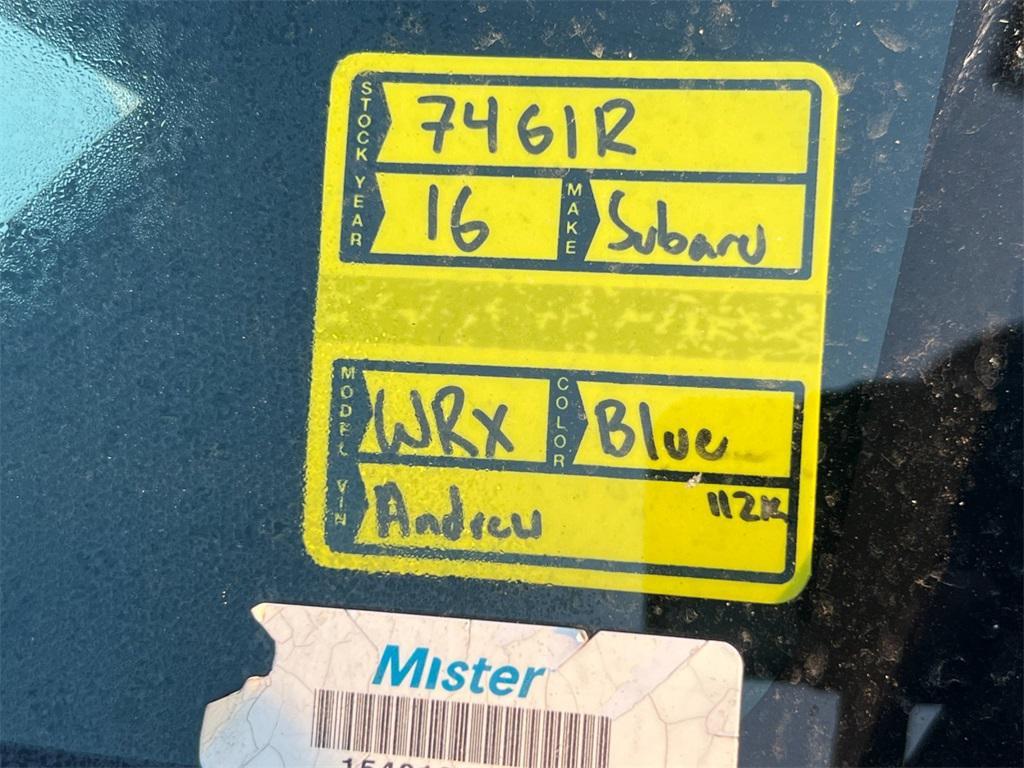 STOCK 7461R
YEAR 16 MAKE Subaru
MODEL WRX COLOR Blue
VIN Andrew 112K
Mister